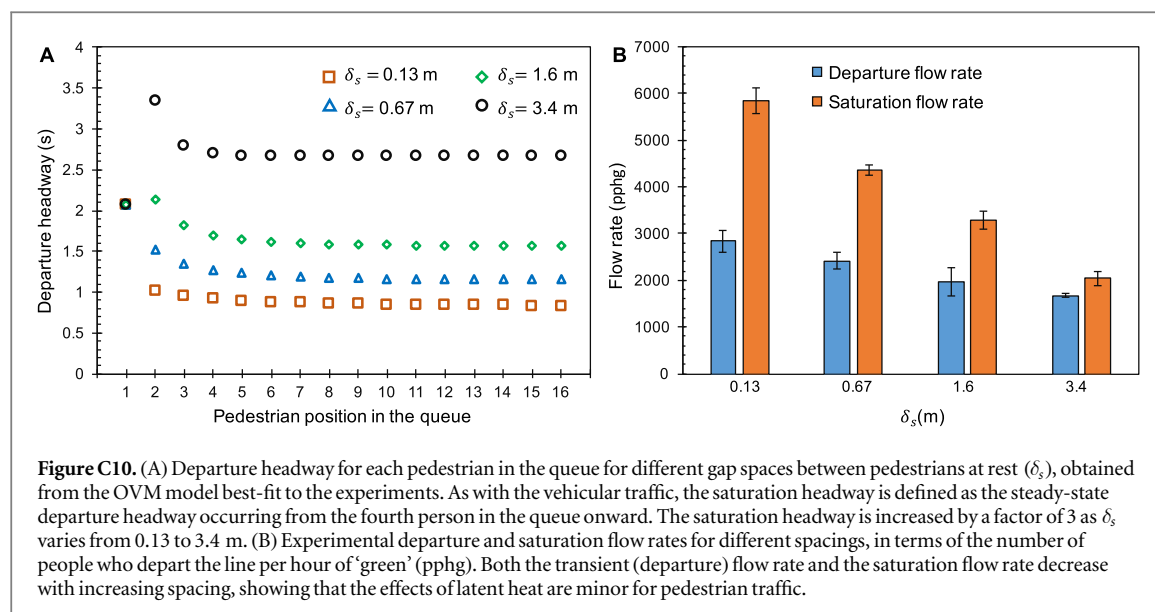 A
4
3.5
3
2.5
2
1.5
1
0.5
0
Departure headway (s)
δs = 0.13 m
δs = 0.67 m
δs = 1.6 m
δs = 3.4 m
1 2 3 4 5 6 7 8 9 10 11 12 13 14 15 16
Pedestrian position in the queue
B
7000
6000
5000
4000
3000
2000
1000
0
Flow rate (pphg)
Departure flow rate
Saturation flow rate
0.13 0.67 1.6 3.4
δs(m)
Figure C10. (A) Departure headway for each pedestrian in the queue for different gap spaces between pedestrians at rest (δs), obtained
from the OVM model best-fit to the experiments. As with the vehicular traffic, the saturation headway is defined as the steady-state
departure headway occurring from the fourth person in the queue onward. The saturation headway is increased by a factor of 3 as δs
varies from 0.13 to 3.4 m. (B) Experimental departure and saturation flow rates for different spacings, in terms of the number of
people who depart the line per hour of ‘green’ (pphg). Both the transient (departure) flow rate and the saturation flow rate decrease
with increasing spacing, showing that the effects of latent heat are minor for pedestrian traffic.